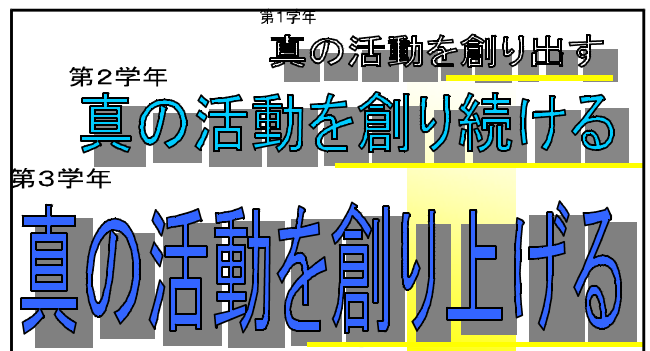 第1学年
真の活動を創り出す
第2学年
真の活動を創り続ける
第3学年
真の活動を創り上げる